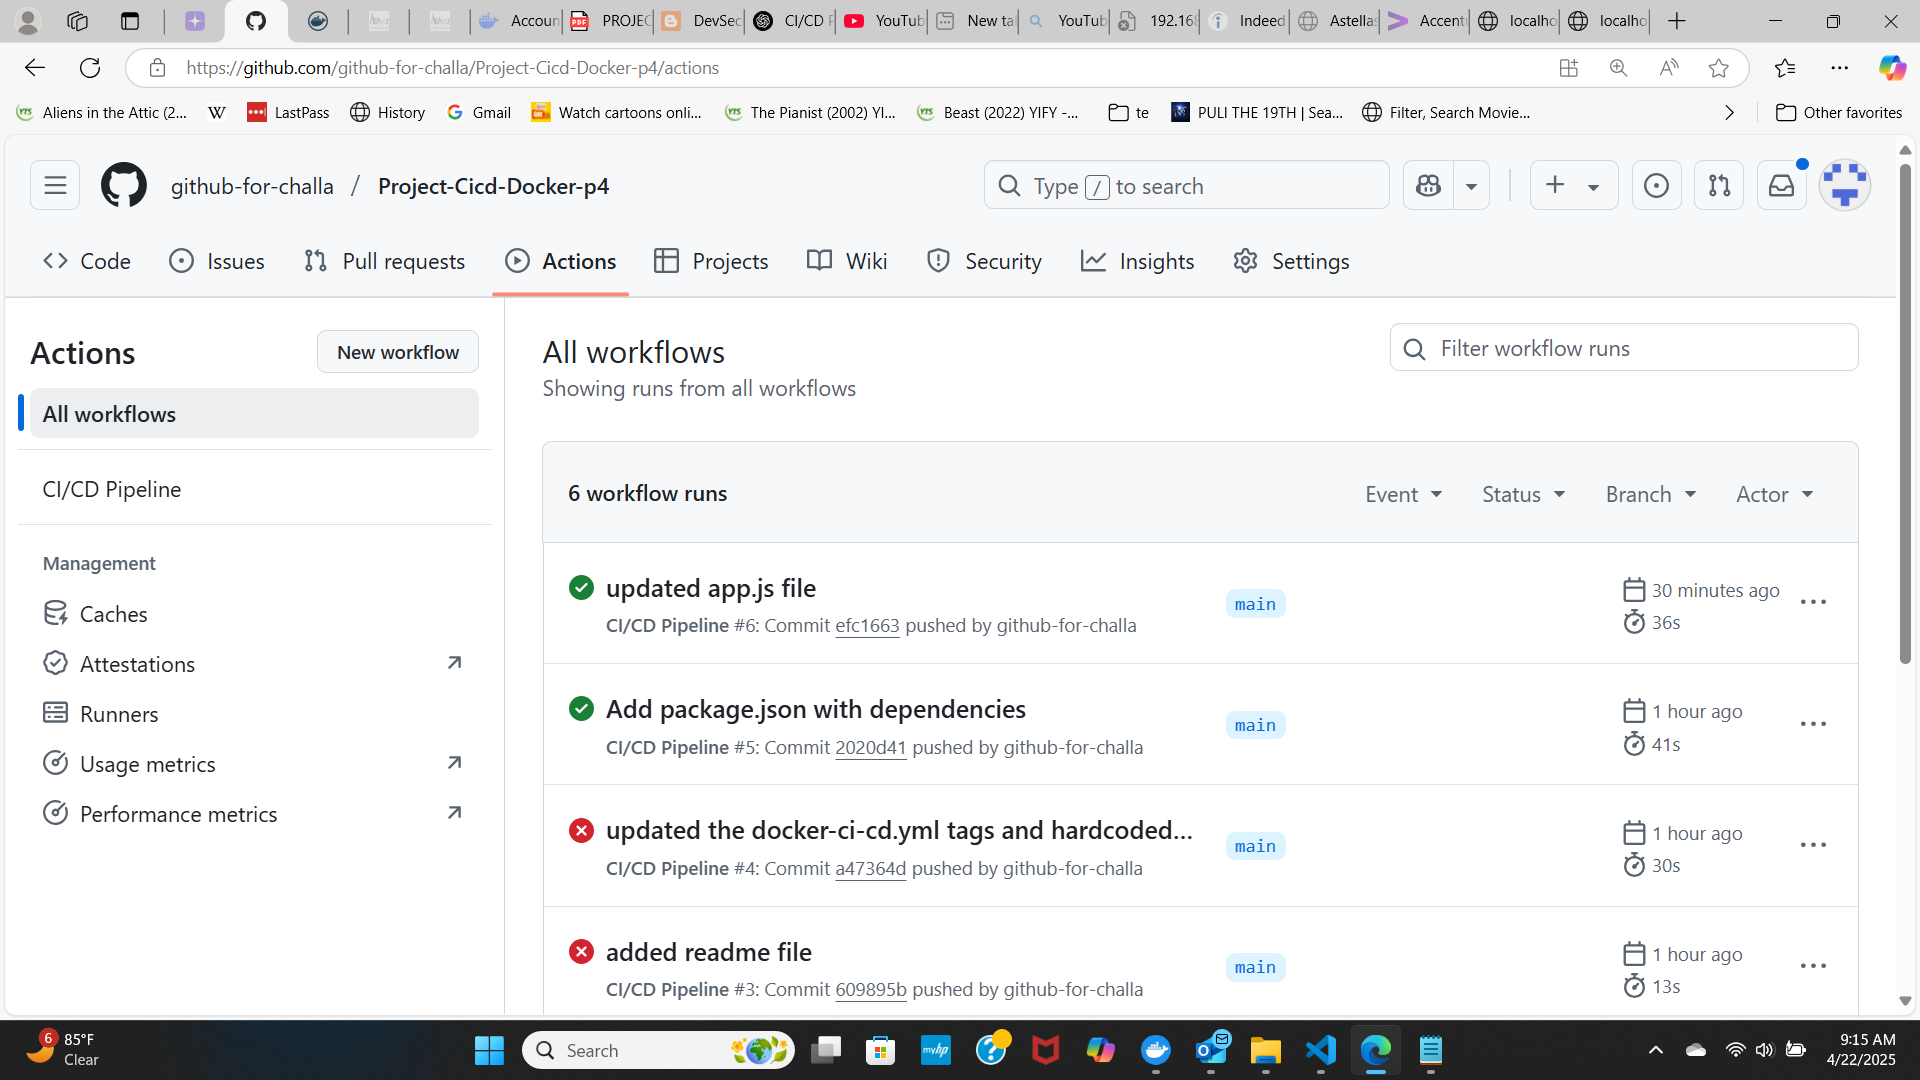 Accoun
PROJEC
DevSec
CI/CD P
YouTub
New ta
YouTub
192.168
Indeed
Astellas
Accent
localho
localho
https://github.com/github-for-challa/Project-Cicd-Docker-p4/actions
Aliens in the Attic (2...
W
LastPass
History
Gmail
Watch cartoons onli...
The Pianist (2002) YI...
Beast (2022) YIFY -...
te
PULI THE 19TH | Sea...
Filter, Search Movie...
Other favorites
github-for-challa / Project-Cicd-Docker-p4
Type / to search
Code
Issues
Pull requests
Actions
Projects
Wiki
Security
Insights
Settings
Actions
New workflow
All workflows
CI/CD Pipeline
Management
Caches
Attestations
Runners
Usage metrics
Performance metrics
All workflows
Showing runs from all workflows
Filter workflow runs
6 workflow runs
Event
Status
Branch
Actor
updated app.js file
CI/CD Pipeline #6: Commit efc1663 pushed by github-for-challa
main
30 minutes ago
36s
Add package.json with dependencies
CI/CD Pipeline #5: Commit 2020d41 pushed by github-for-challa
main
1 hour ago
41s
updated the docker-ci-cd.yml tags and hardcoded...
CI/CD Pipeline #4: Commit a47364d pushed by github-for-challa
main
1 hour ago
30s
added readme file
CI/CD Pipeline #3: Commit 609895b pushed by github-for-challa
main
1 hour ago
13s
6
85°F
Clear
Search
myhp
9:15 AM
4/22/2025